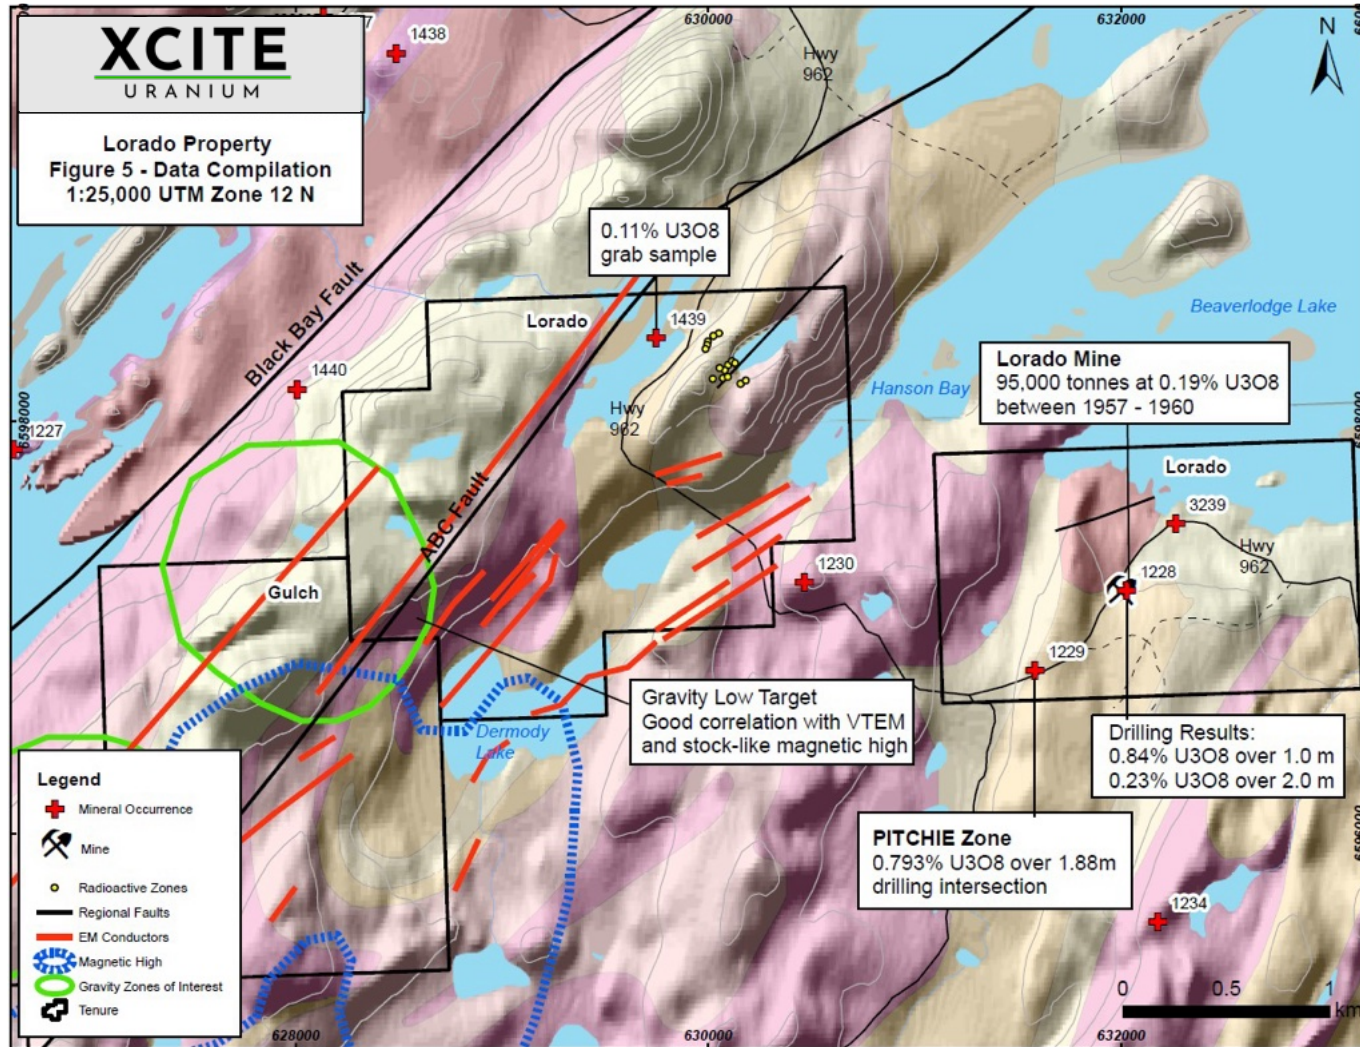 XCITE
URANIUM
Lorado Property
Figure 5 - Data Compilation
1:25,000 UTM Zone 12 N
630000
632000
1438
Hwy
962
N
0.11% U3O8
grab sample
Black Bay Fault
Lorado
1439
1440
Beaverlodge Lake
Hanson Bay
Lorado Mine
95,000 tonnes at 0.19% U3O8
between 1957 - 1960
6598000
1227
Hwy
962
6598000
ABC Fault
Lorado
3239
Hwy
962
1230
1228
Gulch
1229
Gravity Low Target
Good correlation with VTEM
and stock-like magnetic high
Dermody
Lake
Drilling Results:
0.84% U3O8 over 1.0 m
0.23% U3O8 over 2.0 m
PITCHIE Zone
0.793% U3O8 over 1.88m
drilling intersection
6596000
1234
Legend
Mineral Occurrence
Mine
Radioactive Zones
Regional Faults
EM Conductors
Magnetic High
Gravity Zones of Interest
Tenure
0 0.5 1
km
628000
630000
632000